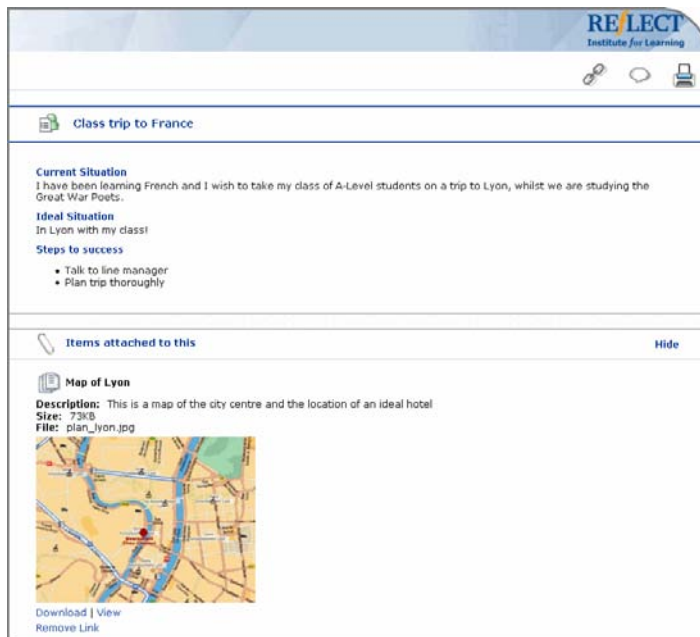 REfLECT
Institute for Learning
Class trip to France
Current Situation
I have been learning French and I wish to take my class of A-Level students on a trip to Lyon, whilst we are studying the
Great War Poets.
Ideal Situation
In Lyon with my class!
Steps to success
• Talk to line manager
• Plan trip thoroughly
Items attached to this
Hide
Map of Lyon
Description: This is a map of the city centre and the location of an ideal hotel
Size: 73KB
File: plan_lyon.jpg
Download | View
Remove Link